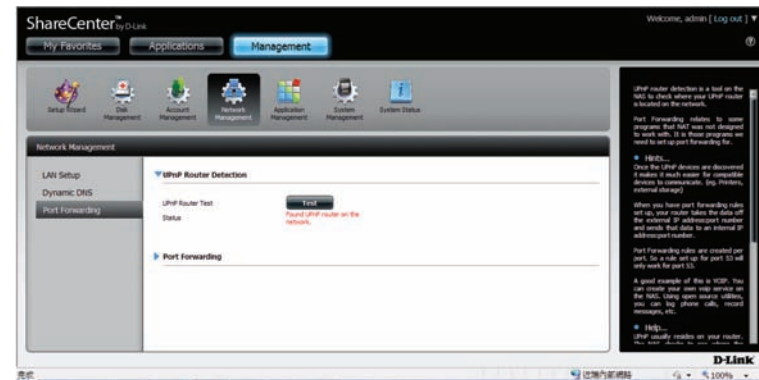 ShareCenter™ by D-Link
Welcome, admin [ Log out ]
My Favorites
Applications
Management
Setup Wizard
Disk Management
Account Management
Network Management
Application Management
System Management
System Status
Network Management
LAN Setup
Dynamic DNS
Port Forwarding
UPnP Router Detection
UPnP Router Test
Test
Status
Found UPnP router on the
network.
Port Forwarding
UPnP router detection is a tool on the
NAS to check where your UPnP router
is located on the network.
Port Forwarding relates to some
programs that NAT was not designed
to work with. It is those programs we
need to set up port forwarding for.
Hints...
Once the UPnP devices are discovered
it makes it much easier for compatible
devices to communicate. (eg. Printers,
external storage)
When you have port forwarding rules
set up, your router takes the data off
the external IP address:port number
and sends that data to an internal IP
address:port number.
Port Forwarding rules are created per
port. So a rule set up for port 53 will
only work for port 53.
A good example of this is VOIP. You
can create your own voip service on
the NAS. Using open source utilities,
you can log phone calls, record
messages, etc.
Help...
UPnP usually resides on your router.
D-Link
完成
近端內部網路
100%